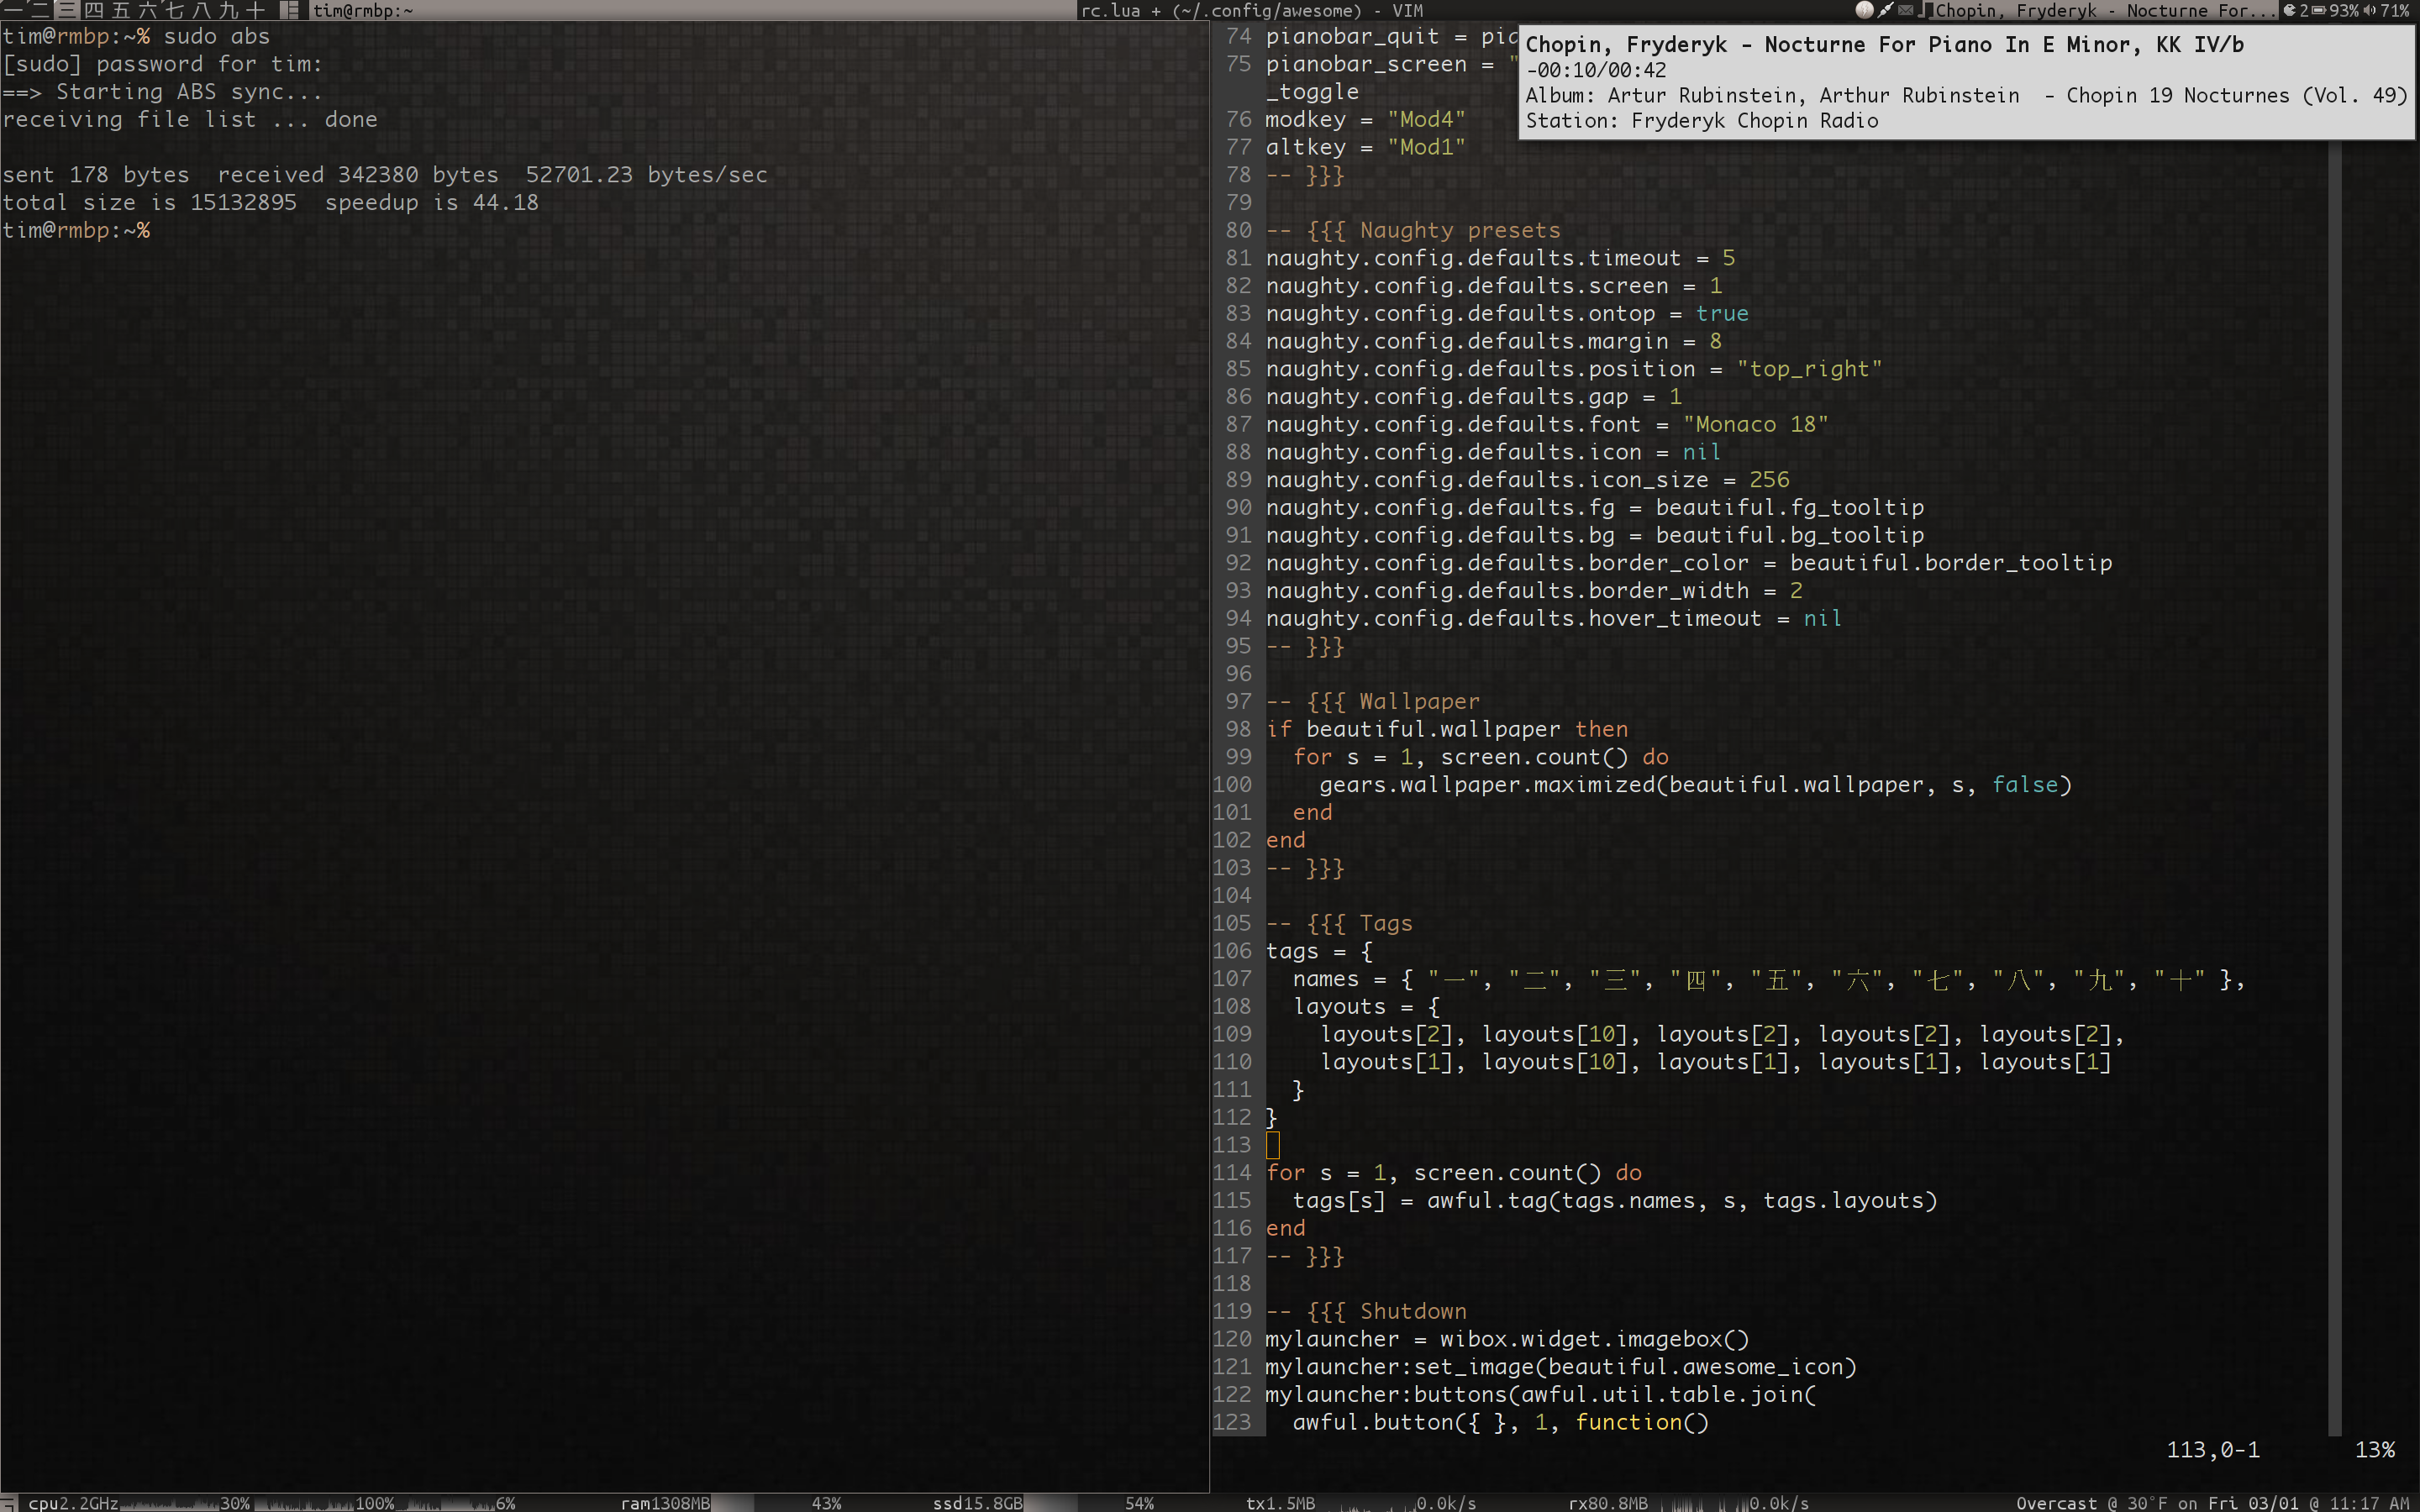 一 二 三 四 五 六 七 八 九 十 tim@rmbp:~ rc.lua + (~/.config/awesome) - VIM Chopin, Fryderyk - Nocturne For... 2 93% 71%
tim@rmbp:~% sudo abs
[sudo] password for tim:
==> Starting ABS sync...
receiving file list ... done
sent 178 bytes  received 342380 bytes  52701.23 bytes/sec
total size is 15132895  speedup is 44.18
tim@rmbp:~%
74 pianobar_quit = pia
75 pianobar_screen = "
_toggle
76 modkey = "Mod4"
77 altkey = "Mod1"
78 -- }}}
79
80 -- {{{ Naughty presets
81 naughty.config.defaults.timeout = 5
82 naughty.config.defaults.screen = 1
83 naughty.config.defaults.ontop = true
84 naughty.config.defaults.margin = 8
85 naughty.config.defaults.position = "top_right"
86 naughty.config.defaults.gap = 1
87 naughty.config.defaults.font = "Monaco 18"
88 naughty.config.defaults.icon = nil
89 naughty.config.defaults.icon_size = 256
90 naughty.config.defaults.fg = beautiful.fg_tooltip
91 naughty.config.defaults.bg = beautiful.bg_tooltip
92 naughty.config.defaults.border_color = beautiful.border_tooltip
93 naughty.config.defaults.border_width = 2
94 naughty.config.defaults.hover_timeout = nil
95 -- }}}
96
97 -- {{{ Wallpaper
98 if beautiful.wallpaper then
99   for s = 1, screen.count() do
100     gears.wallpaper.maximized(beautiful.wallpaper, s, false)
101   end
102 end
103 -- }}}
104
105 -- {{{ Tags
106 tags = {
107   names = { "一", "二", "三", "四", "五", "六", "七", "八", "九", "十" },
108   layouts = {
109     layouts[2], layouts[10], layouts[2], layouts[2], layouts[2],
110     layouts[1], layouts[10], layouts[1], layouts[1], layouts[1]
111   }
112 }
113
114 for s = 1, screen.count() do
115   tags[s] = awful.tag(tags.names, s, tags.layouts)
116 end
117 -- }}}
118
119 -- {{{ Shutdown
120 mylauncher = wibox.widget.imagebox()
121 mylauncher:set_image(beautiful.awesome_icon)
122 mylauncher:buttons(awful.util.table.join(
123   awful.button({ }, 1, function()
113,0-1 13%
Chopin, Fryderyk - Nocturne For Piano In E Minor, KK IV/b
-00:10/00:42
Album: Artur Rubinstein, Arthur Rubinstein  - Chopin 19 Nocturnes (Vol. 49)
Station: Fryderyk Chopin Radio
cpu2.2GHz 30% 100% 6% ram1308MB 43% ssd15.8GB 54% tx1.5MB 0.0k/s rx80.8MB 0.0k/s Overcast @ 30°F on Fri 03/01 @ 11:17 AM